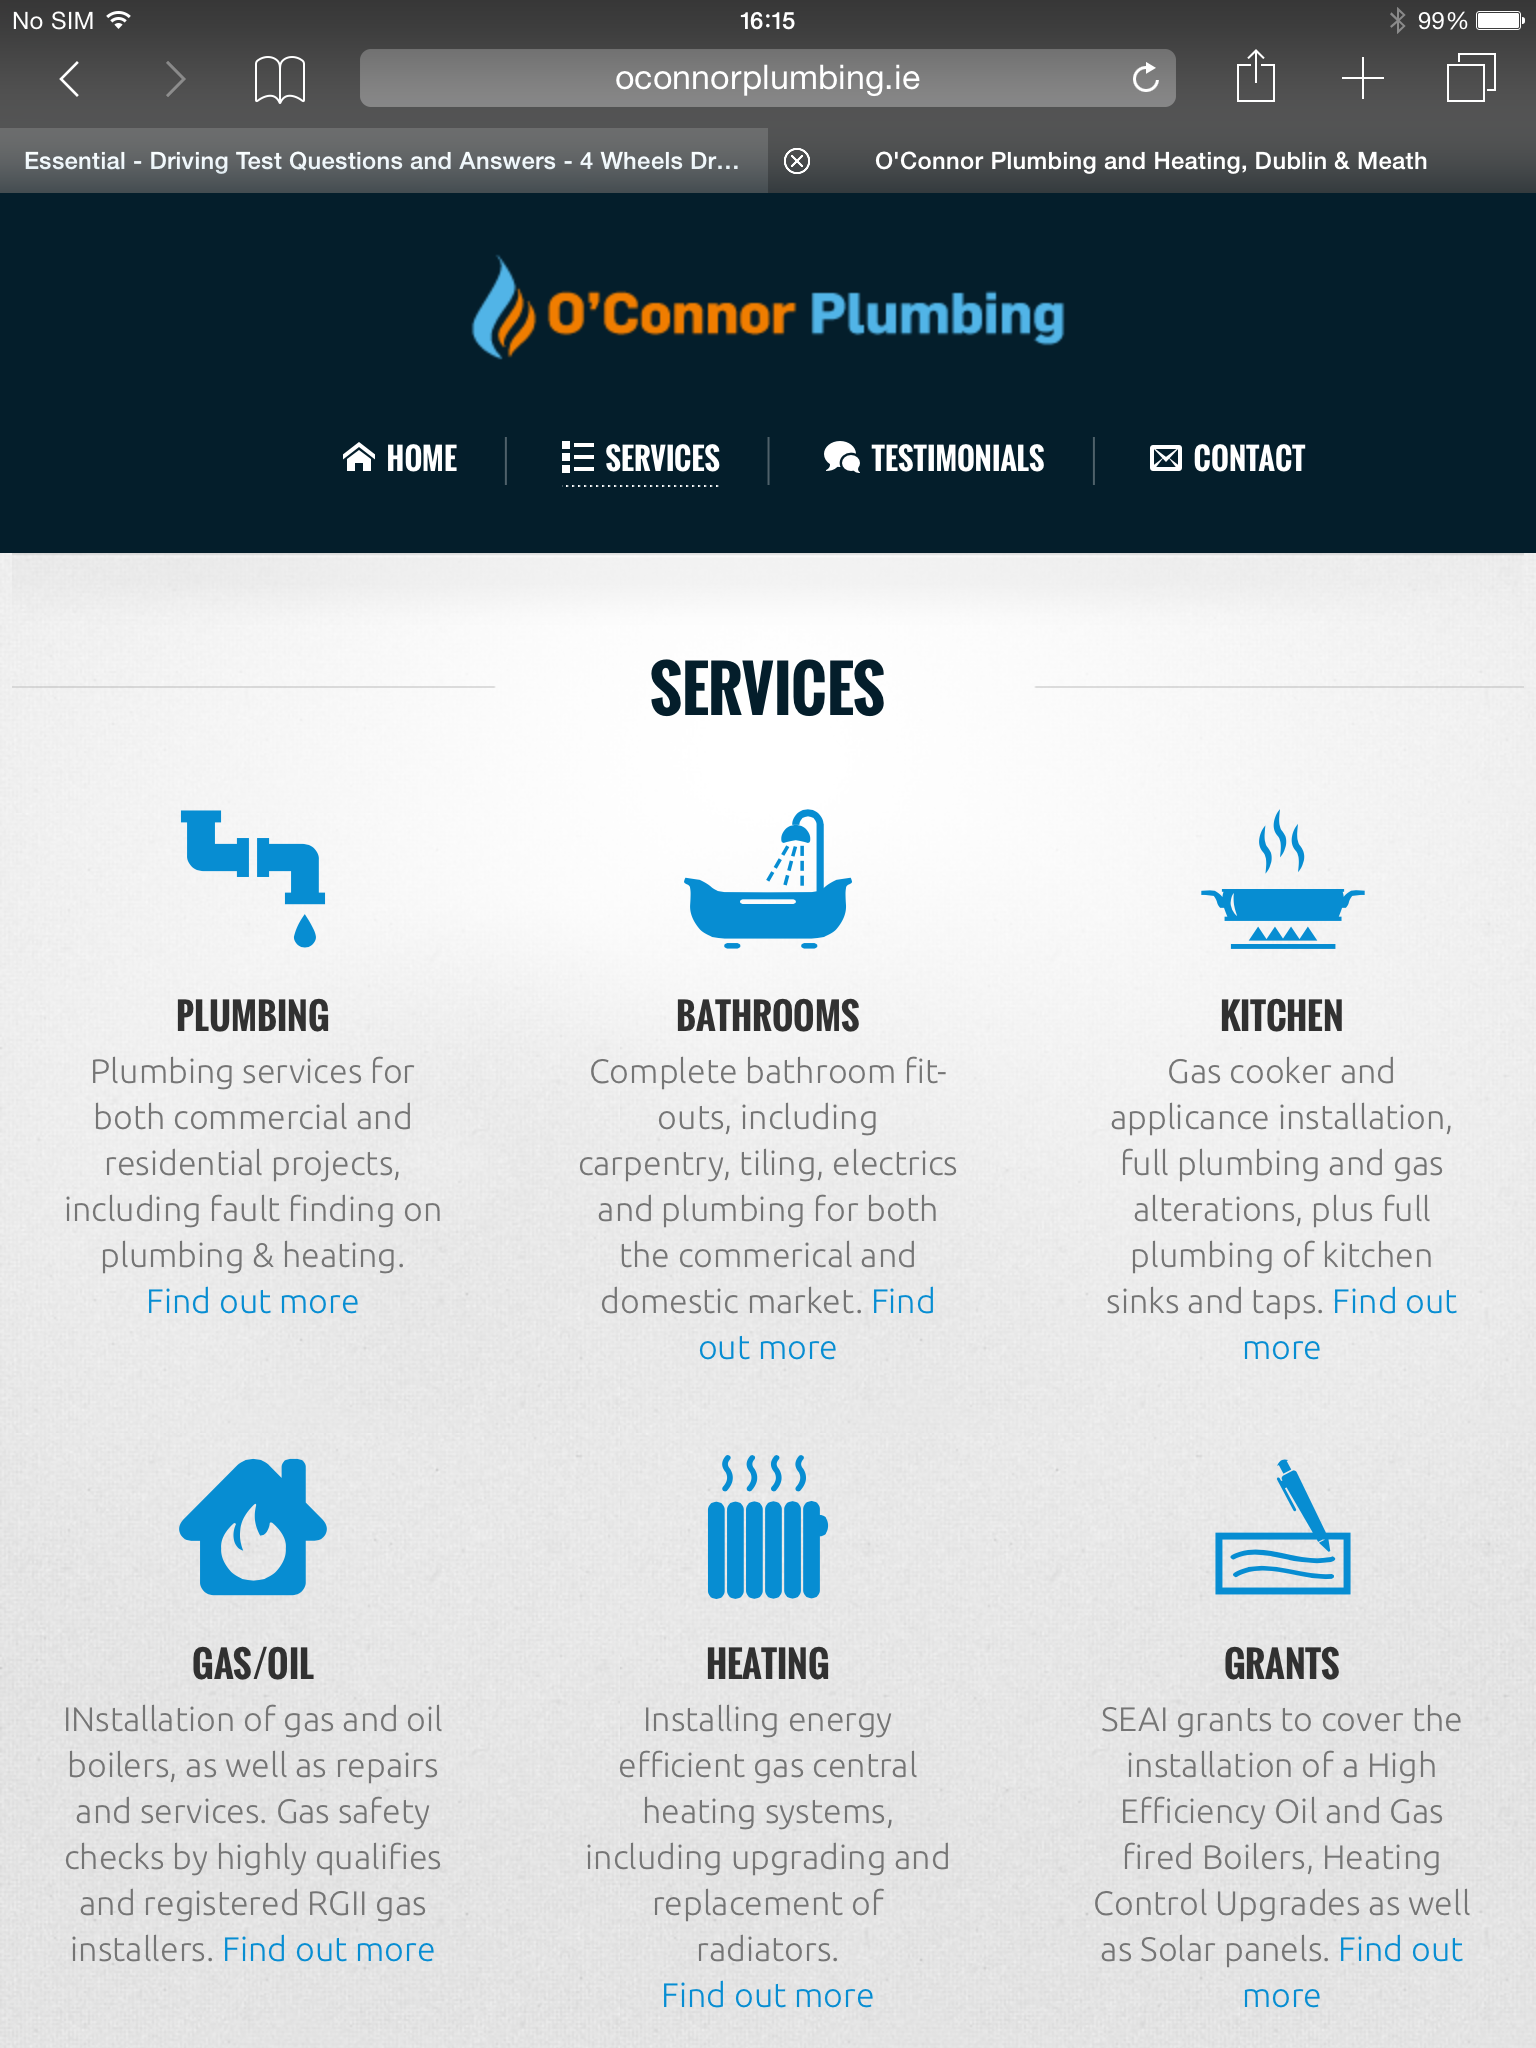 No SIM 16:15 99%
oconnorplumbing.ie
Essential - Driving Test Questions and Answers - 4 Wheels Dr... O'Connor Plumbing and Heating, Dublin & Meath
O'Connor Plumbing
HOME SERVICES TESTIMONIALS CONTACT
SERVICES
PLUMBING
Plumbing services for
both commercial and
residential projects,
including fault finding on
plumbing & heating.
Find out more
BATHROOMS
Complete bathroom fit-
outs, including
carpentry, tiling, electrics
and plumbing for both
the commerical and
domestic market. Find
out more
KITCHEN
Gas cooker and
applicance installation,
full plumbing and gas
alterations, plus full
plumbing of kitchen
sinks and taps. Find out
more
GAS/OIL
INstallation of gas and oil
boilers, as well as repairs
and services. Gas safety
checks by highly qualifies
and registered RGII gas
installers. Find out more
HEATING
Installing energy
efficient gas central
heating systems,
including upgrading and
replacement of
radiators.
Find out more
GRANTS
SEAI grants to cover the
installation of a High
Efficiency Oil and Gas
fired Boilers, Heating
Control Upgrades as well
as Solar panels. Find out
more